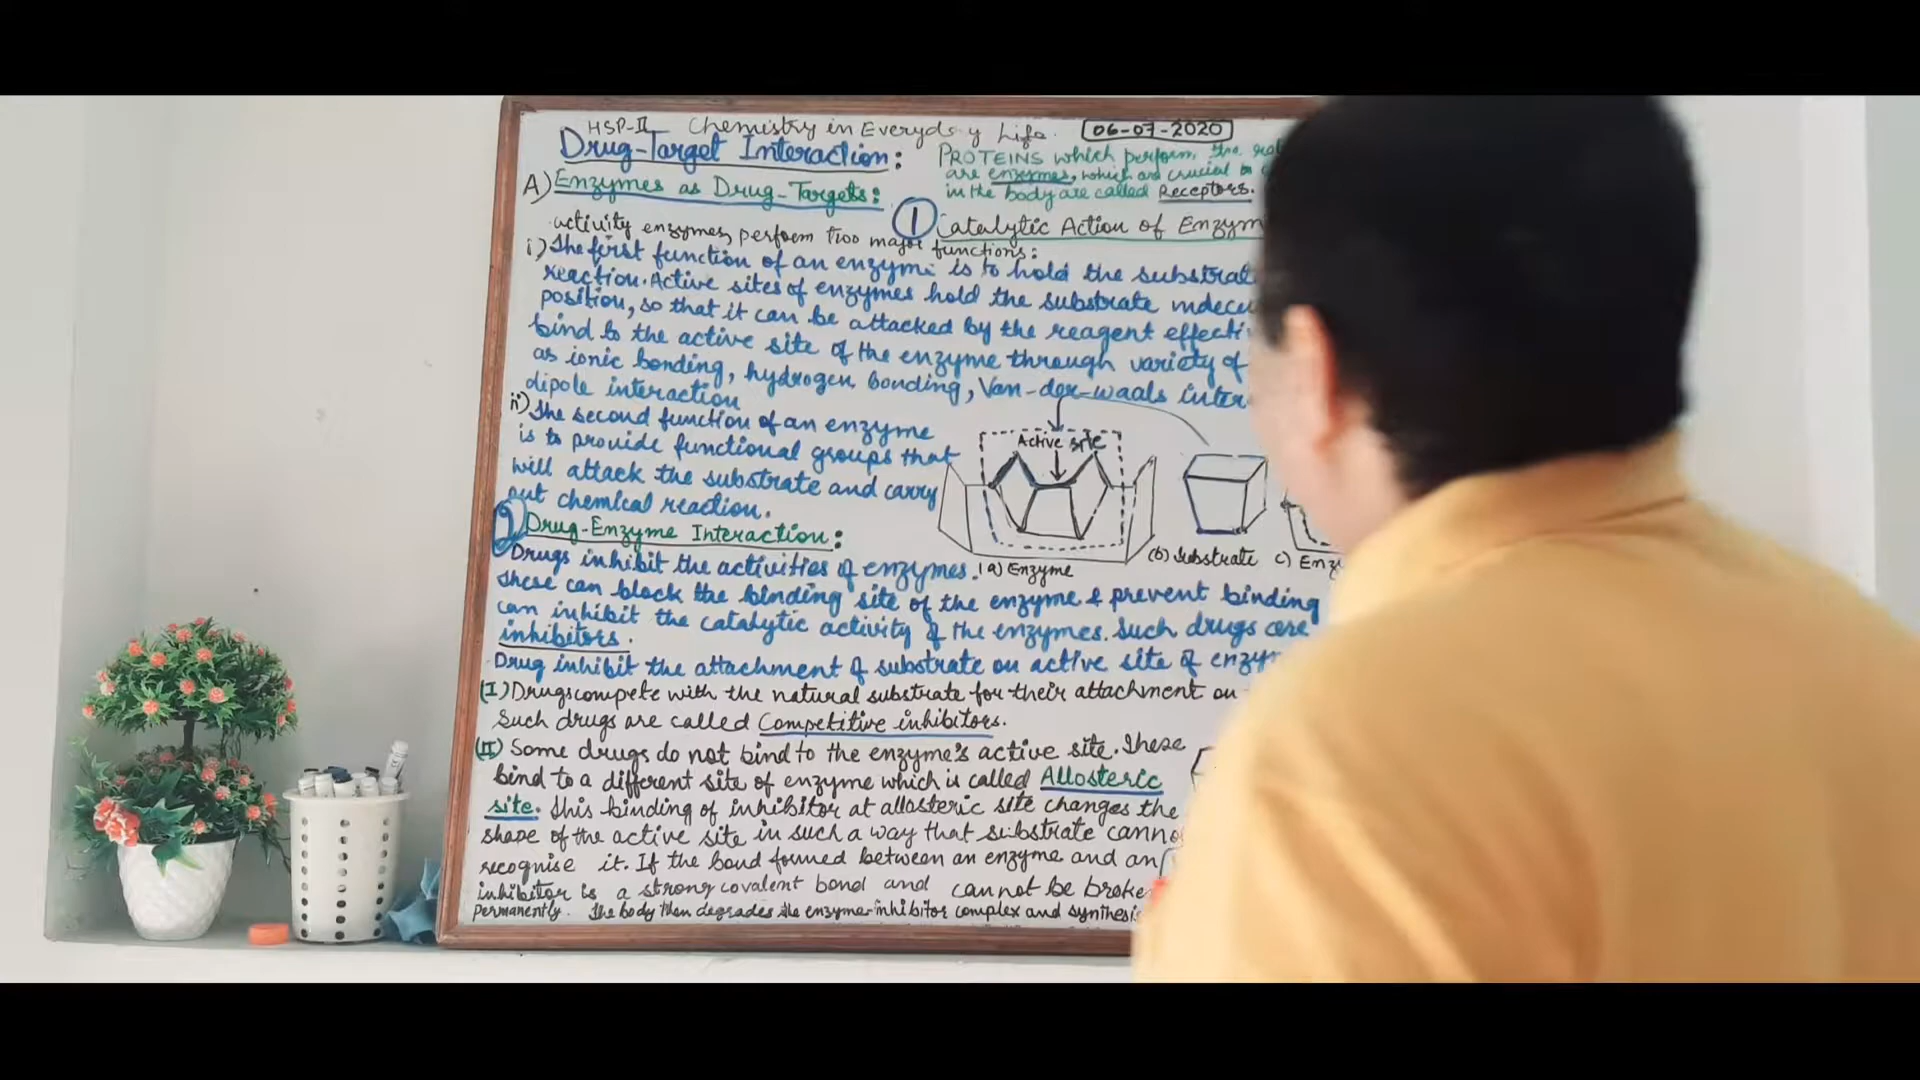 HSP-II Chemistry in Everyday Life. 06-07-2020
Drug-Target Interaction:
PROTEINS which perform the
are enzymes, which are crucial
in the body are called Receptors.
A) Enzymes as Drug-Targets:
① Catalytic Action of Enzym
activity enzymes, perform two major functions:
i) The first function of an enzyme is to hold the substrat
reaction. Active sites of enzymes hold the substrate molecu
position, so that it can be attacked by the reagent effecti
bind to the active site of the enzyme through variety of
as ionic bonding, hydrogen bonding, Van-der-waals inter
dipole interaction
ii) The second function of an enzyme
is to provide functional groups that
will attack the substrate and carry
out chemical reaction.
Active site
(a) Enzyme
(b) Substrate
c) Enz
2 Drug-Enzyme Interaction:
Drugs inhibit the activities of enzymes.
These can block the binding site of the enzyme & prevent binding
can inhibit the catalytic activity of the enzymes. Such drugs are
inhibitors.
Drug inhibit the attachment of substrate on active site of enzy
(I) Drugs compete with the natural substrate for their attachment on
Such drugs are called Competitive inhibitors.
(II) Some drugs do not bind to the enzyme's active site. These
bind to a different site of enzyme which is called Allosteric
site. This binding of inhibitor at allosteric site changes the
shape of the active site in such a way that substrate canno
recognise it. If the bond formed between an enzyme and an
inhibitor is a strong covalent bond and cannot be broke
permanently. The body then degrades the enzyme-inhibitor complex and synthesis